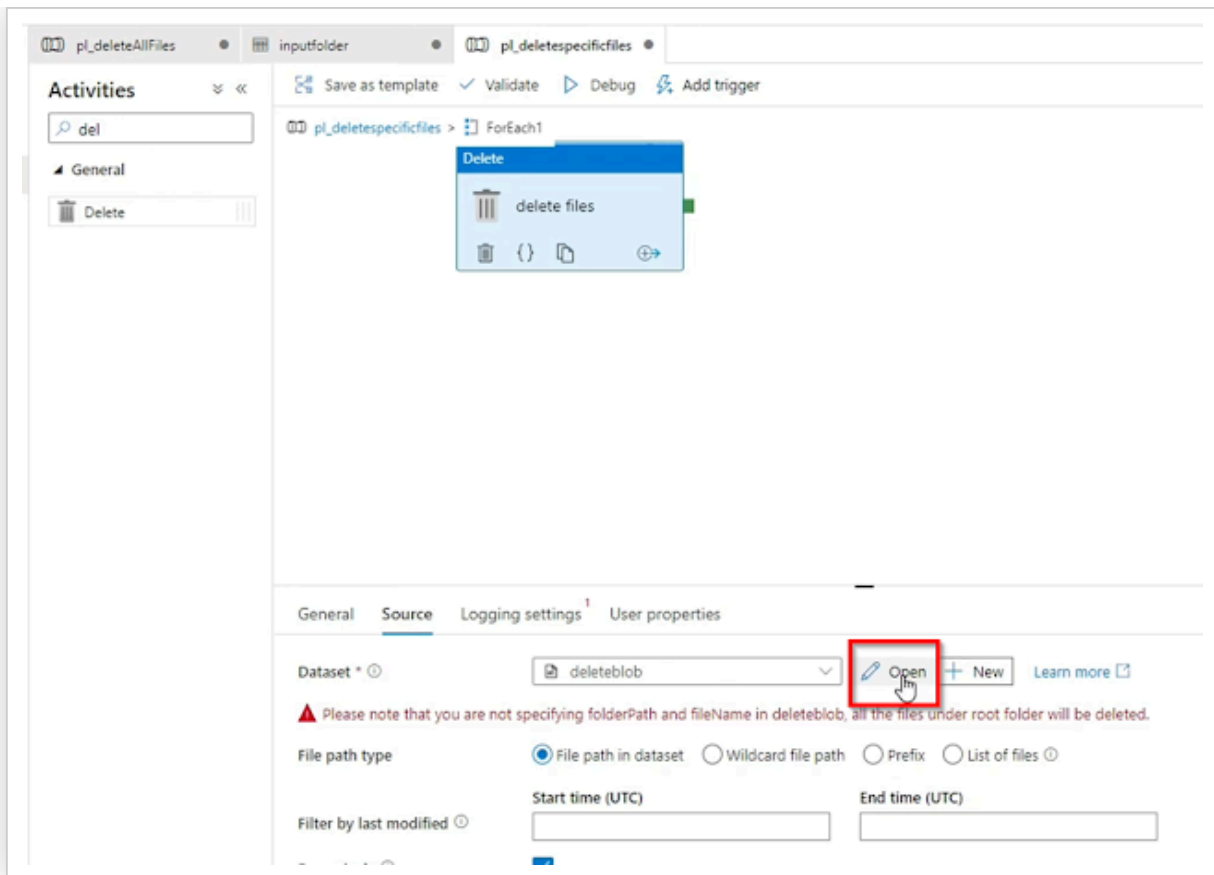 pl_deleteAllFiles
inputfolder
pl_deletespecificfiles
Activities
Save as template Validate Debug Add trigger
del
pl_deletespecificfiles > ForEach1
General
Delete
Delete
delete files
{}
General Source Logging settings 1 User properties
Dataset * deleteblob Open + New Learn more
Please note that you are not specifying folderPath and fileName in deleteblob, all the files under root folder will be deleted.
File path type File path in dataset Wildcard file path Prefix List of files
Start time (UTC) End time (UTC)
Filter by last modified